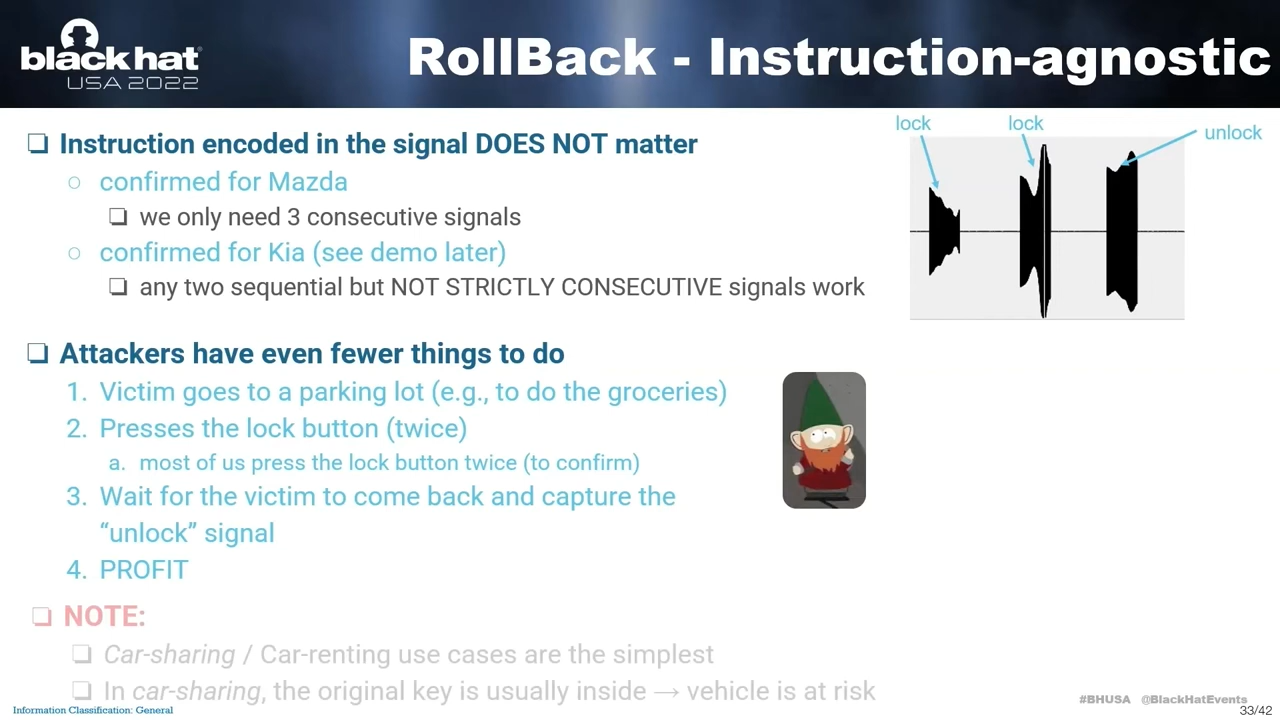 black hat
USA 2022
RollBack - Instruction-agnostic
Instruction encoded in the signal DOES NOT matter
confirmed for Mazda
we only need 3 consecutive signals
confirmed for Kia (see demo later)
any two sequential but NOT STRICTLY CONSECUTIVE signals work
lock
lock
unlock
Attackers have even fewer things to do
1. Victim goes to a parking lot (e.g., to do the groceries)
2. Presses the lock button (twice)
a. most of us press the lock button twice (to confirm)
3. Wait for the victim to come back and capture the
“unlock” signal
4. PROFIT
NOTE:
Car-sharing / Car-renting use cases are the simplest
In car-sharing, the original key is usually inside → vehicle is at risk
#BHUSA @BlackHatEvents
Information Classification: General
33/42